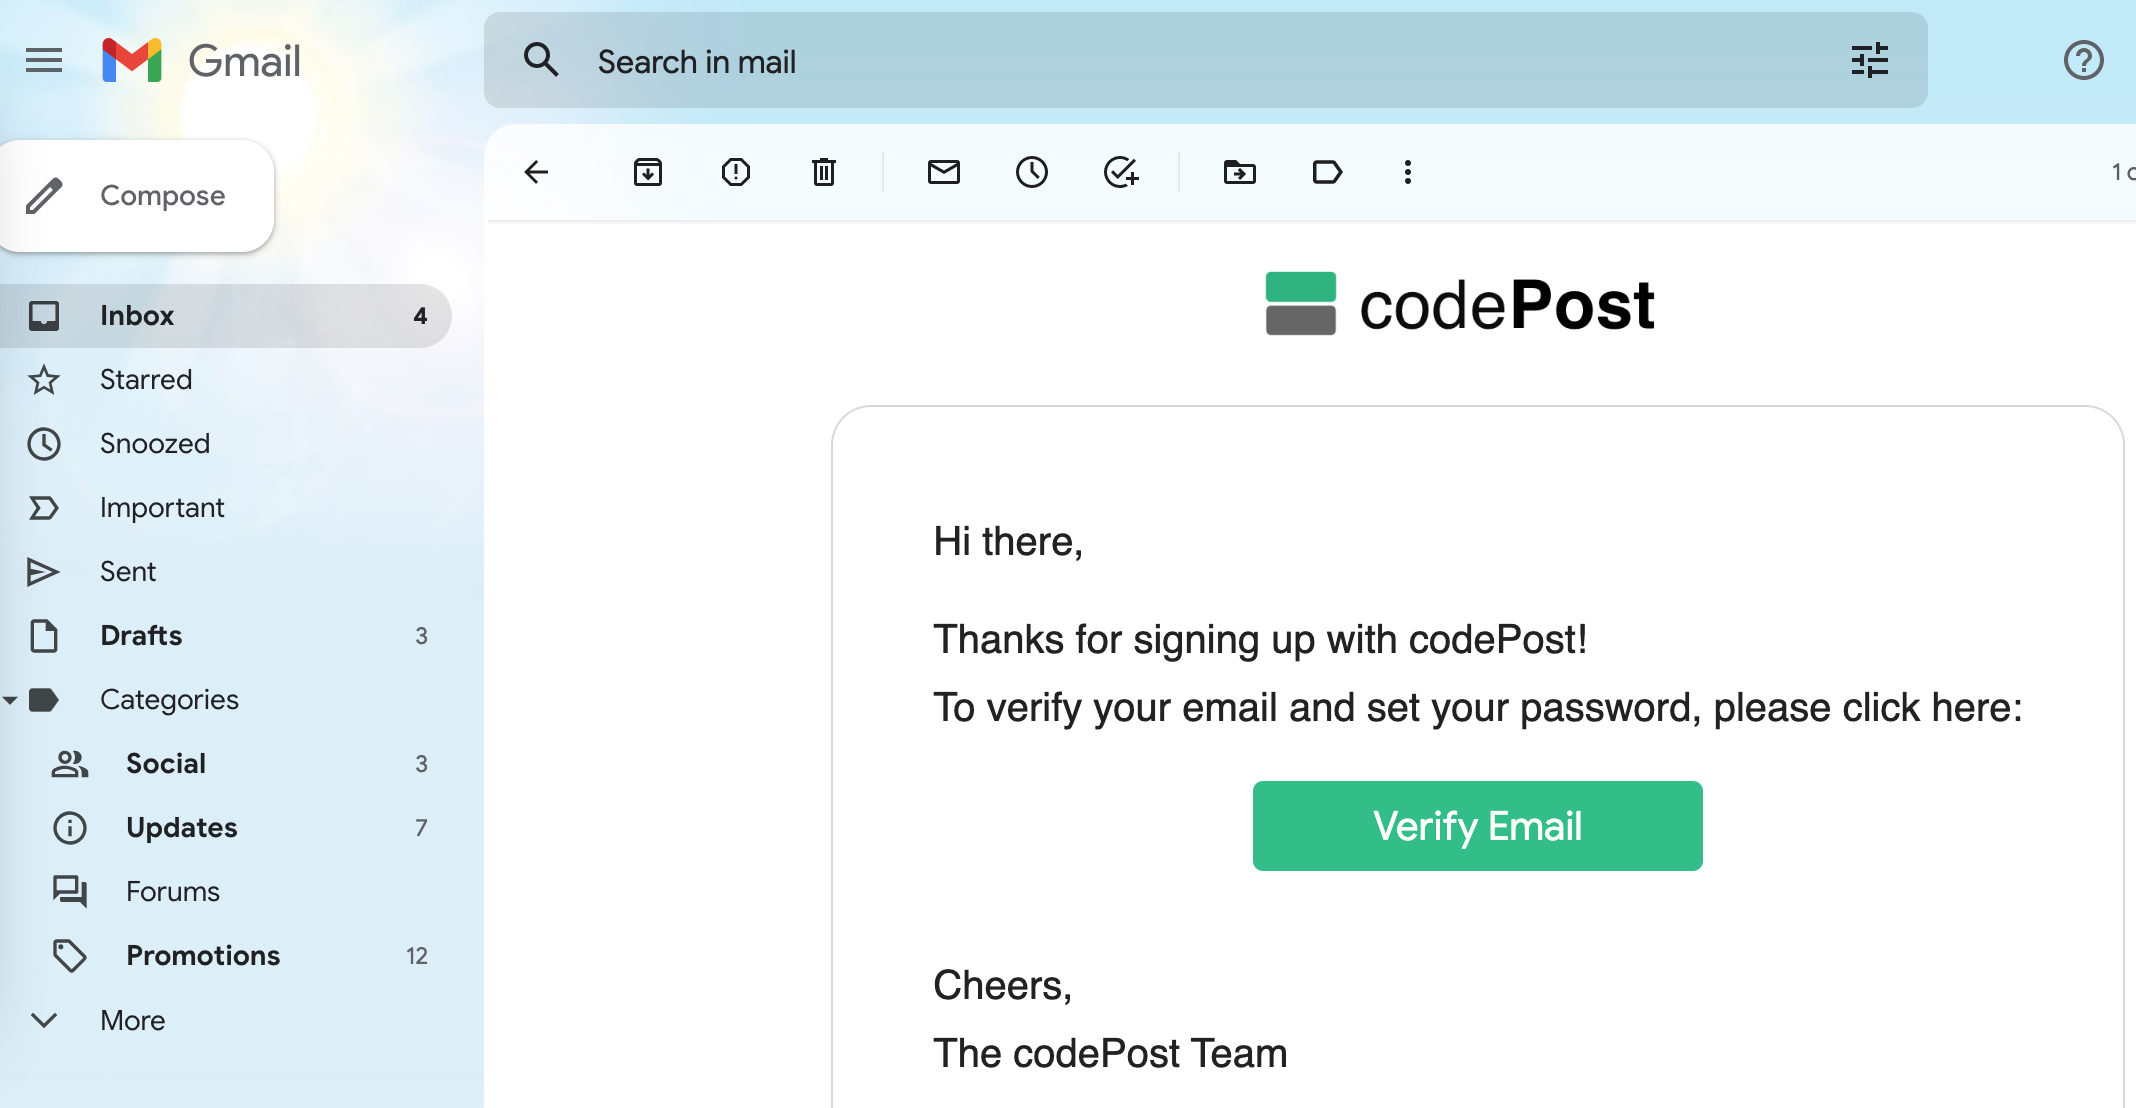 Gmail
Search in mail
Compose
Inbox 4
Starred
Snoozed
Important
Sent
Drafts 3
Categories
Social 3
Updates 7
Forums
Promotions 12
More
1
codePost
Hi there,
Thanks for signing up with codePost!
To verify your email and set your password, please click here:
Verify Email
Cheers,
The codePost Team